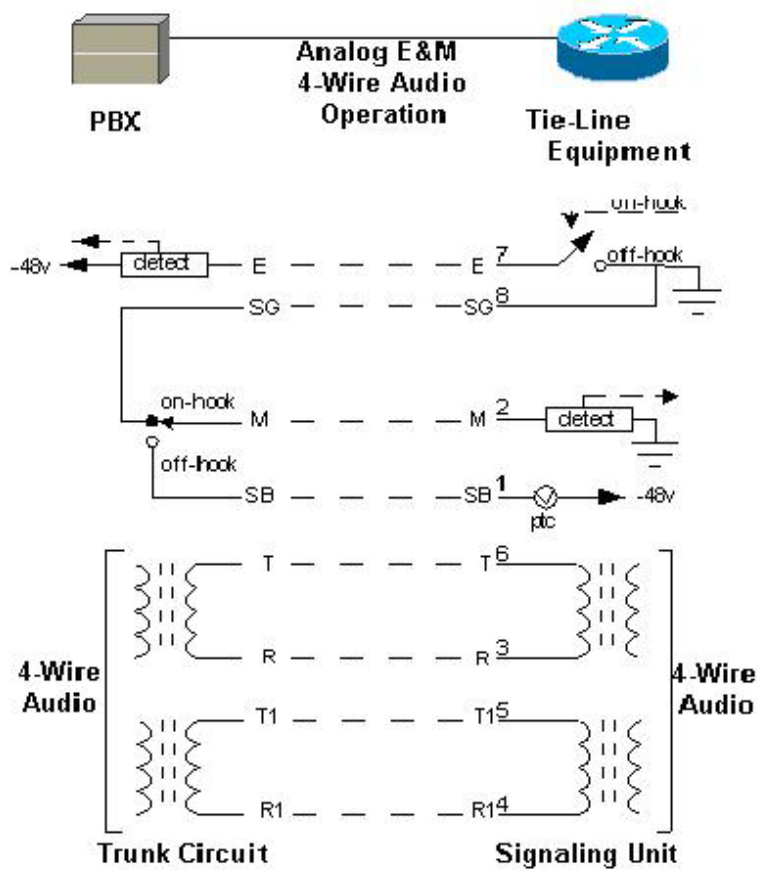 Analog E&M
4-Wire Audio
Operation
PBX
Tie-Line
Equipment
on-hook
-48v
detect
E
E
7
off-hook
SG
SG
8
on-hook
M
M
2
detect
off-hook
SB
SB
1
ptc
-48v
T
T
6
4-Wire
Audio
R
R
3
4-Wire
Audio
T1
T1
5
R1
R1
4
Trunk Circuit
Signaling Unit